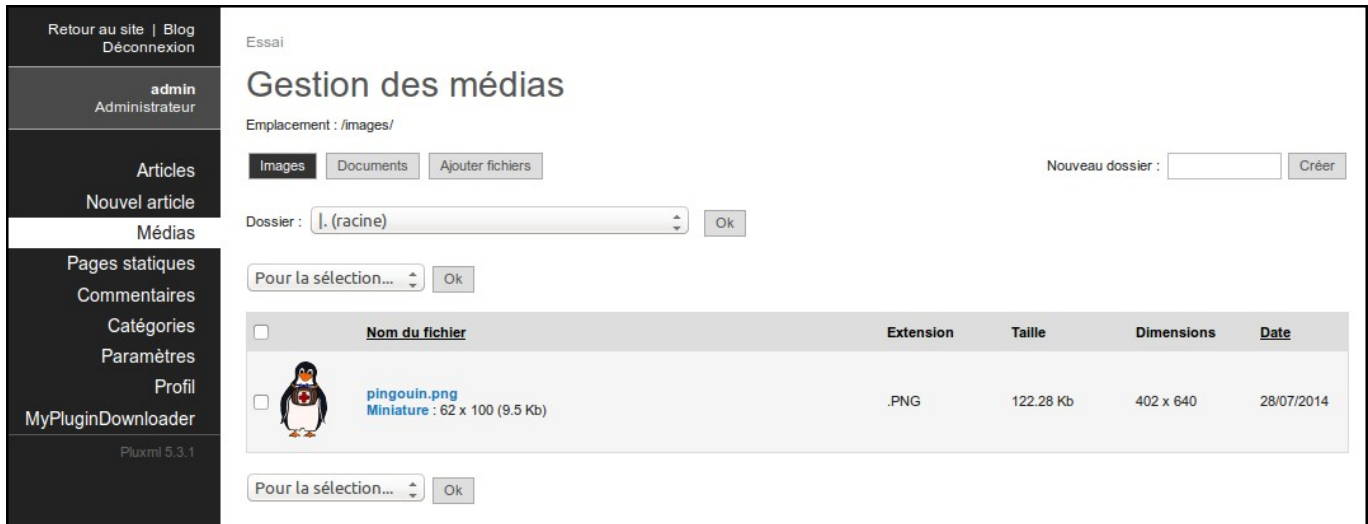 Retour au site | Blog
Déconnexion
admin
Administrateur
Articles
Nouvel article
Médias
Pages statiques
Commentaires
Catégories
Paramètres
Profil
MyPluginDownloader
Pluxml 5.3.1
Essai
Gestion des médias
Emplacement : /images/
Images Documents Ajouter fichiers Nouveau dossier : Créer
Dossier : |. (racine) Ok
Pour la sélection... Ok
Nom du fichier Extension Taille Dimensions Date
pingouin.png
Miniature : 62 x 100 (9.5 Kb) .PNG 122.28 Kb 402 x 640 28/07/2014
Pour la sélection... Ok